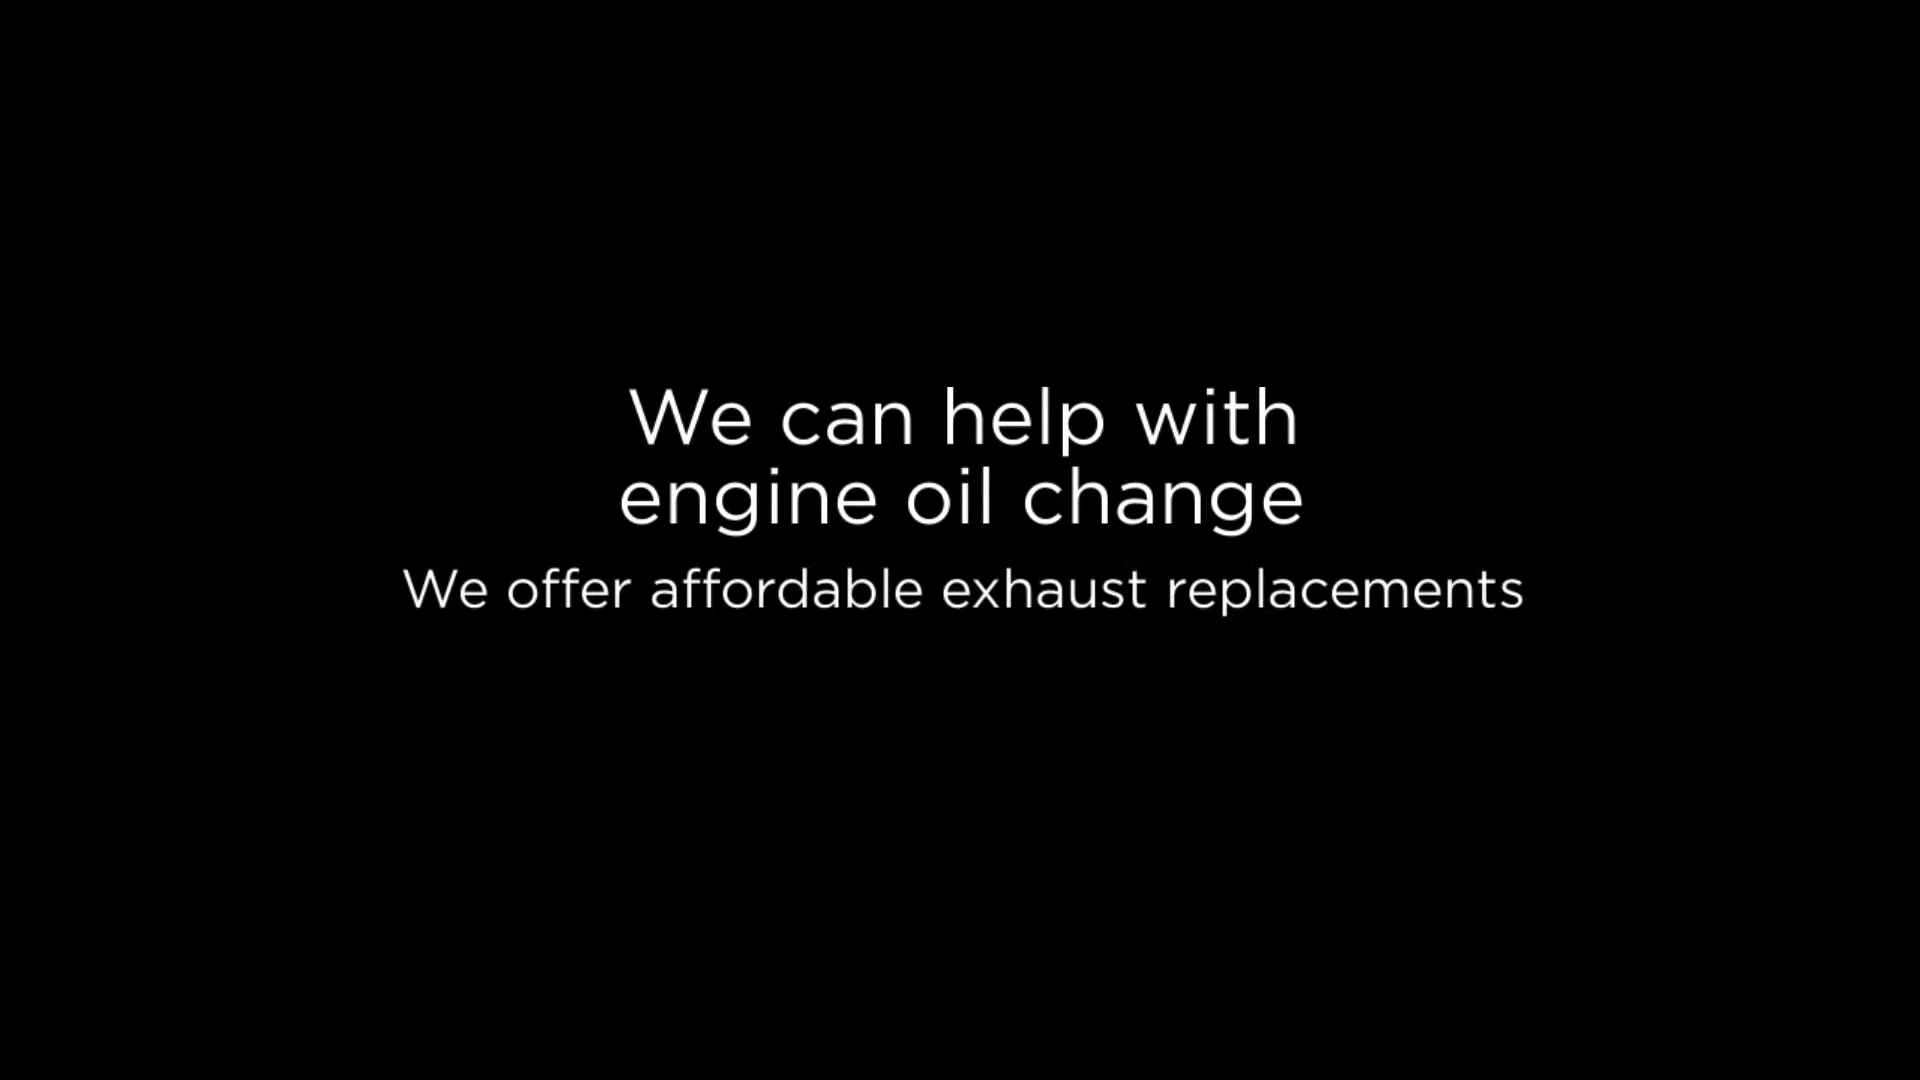 We can help with
engine oil change
We offer affordable exhaust replacements